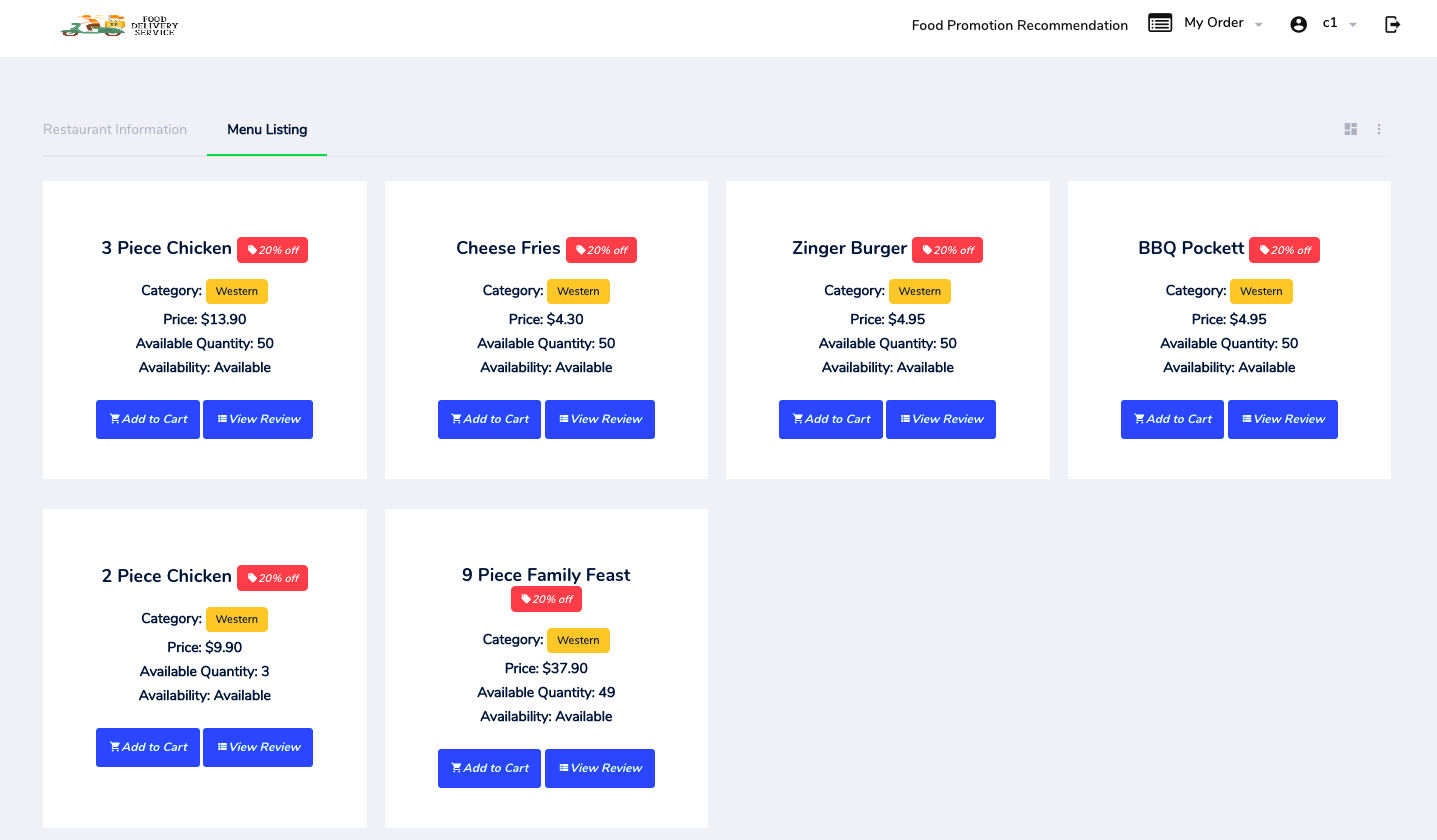 FOOD
DELIVERY
SERVICE
Food Promotion Recommendation
My Order
c1
Restaurant Information
Menu Listing
3 Piece Chicken 20% off
Category: Western
Price: $13.90
Available Quantity: 50
Availability: Available
Add to Cart
View Review
Cheese Fries 20% off
Category: Western
Price: $4.30
Available Quantity: 50
Availability: Available
Add to Cart
View Review
Zinger Burger 20% off
Category: Western
Price: $4.95
Available Quantity: 50
Availability: Available
Add to Cart
View Review
BBQ Pockett 20% off
Category: Western
Price: $4.95
Available Quantity: 50
Availability: Available
Add to Cart
View Review
2 Piece Chicken 20% off
Category: Western
Price: $9.90
Available Quantity: 3
Availability: Available
Add to Cart
View Review
9 Piece Family Feast
20% off
Category: Western
Price: $37.90
Available Quantity: 49
Availability: Available
Add to Cart
View Review